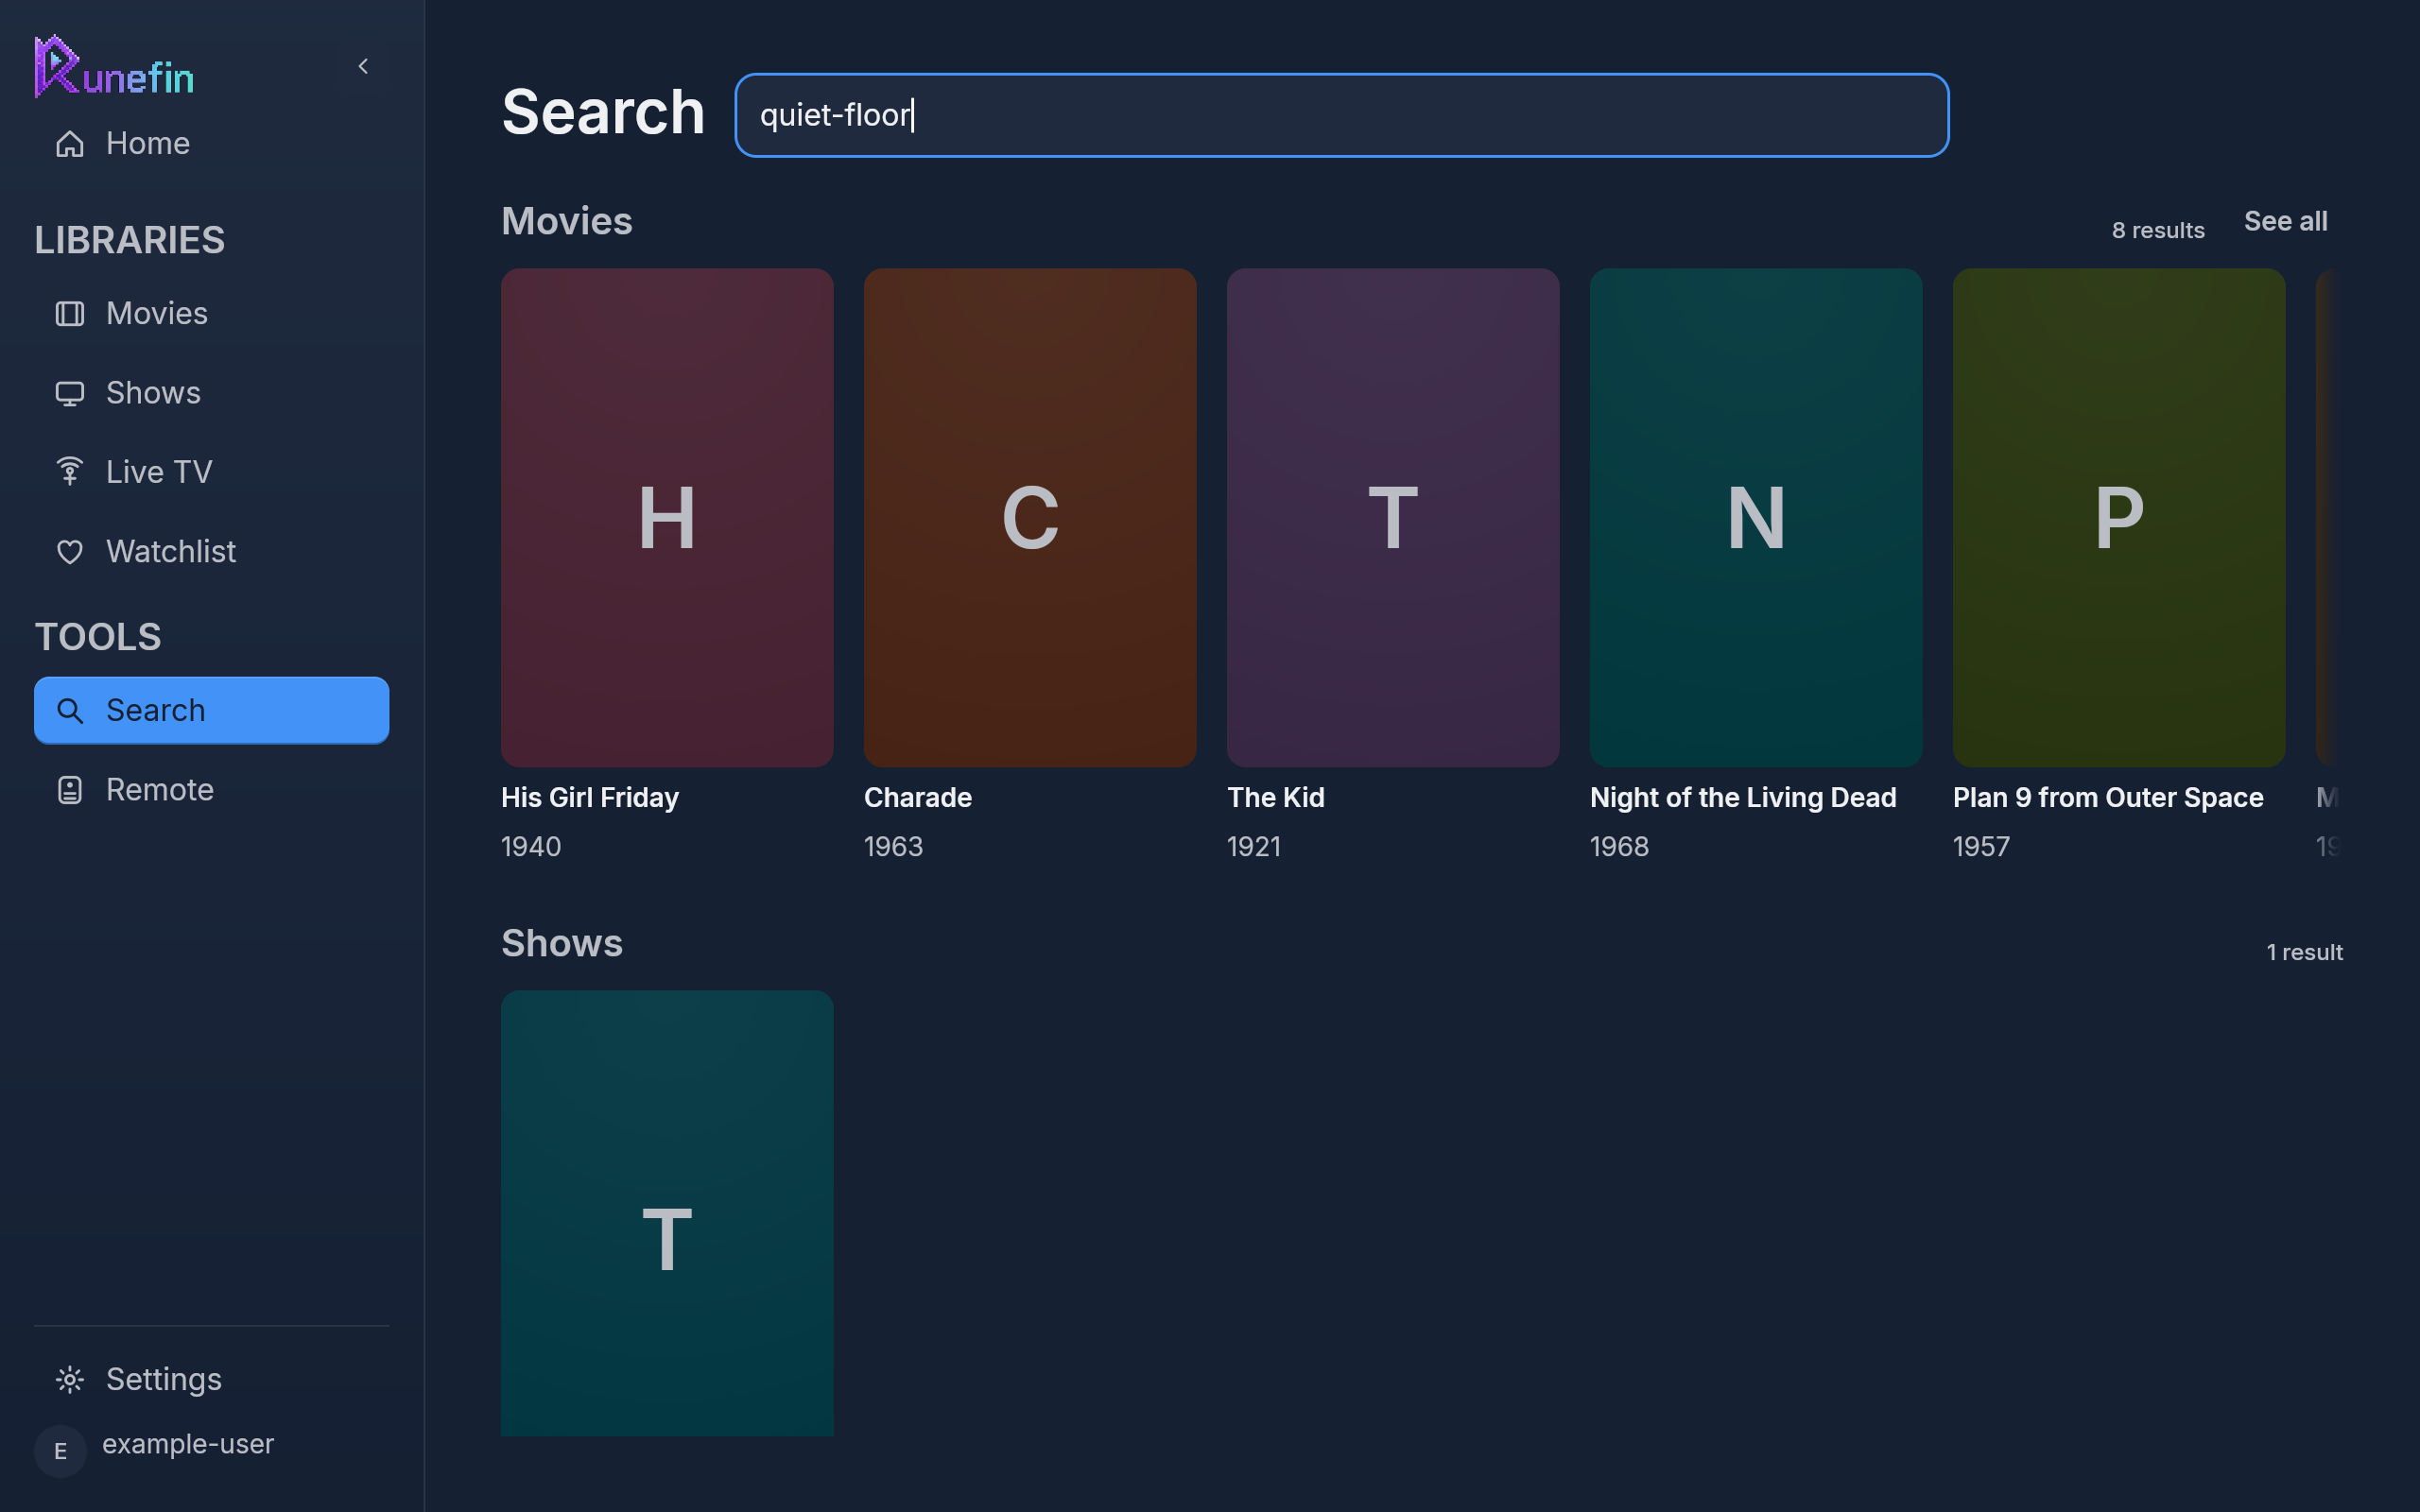 Runefin
Home
LIBRARIES
Movies
Shows
Live TV
Watchlist
TOOLS
Search
Remote
Settings
E example-user
Search quiet-floor
Movies 8 results See all
H C T N P
His Girl Friday Charade The Kid Night of the Living Dead Plan 9 from Outer Space
1940 1963 1921 1968 1957
Shows 1 result
T